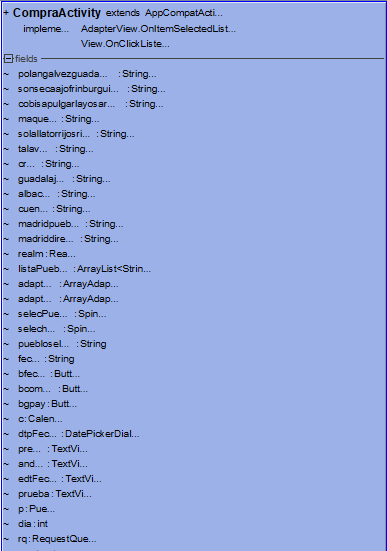 + CompraActivity extends AppCompatActi...
impleme... AdapterView.OnItemSelectedList...
View.OnClickListe...
fields
~ polangalvezguada... :String...
~ sonsecaajofrinburgui... :String...
~ cobisapulgarlayosar... :String...
~ maque... :String...
~ solallatorrijosri... :String...
~ talav... :String...
~ cr... :String...
~ guadalaj... :String...
~ albac... :String...
~ cuen... :String...
~ madridpueb... :String...
~ madriddire... :String...
~ realm:Rea...
~ listaPueb... :ArrayList<Strin...
~ adapt... :ArrayAdap...
~ adapt... :ArrayAdap...
~ selecPue... :Spin...
~ selech... :Spin...
~ pueblosel... :String
~ fec... :String
~ bfec... :Butt...
~ bcom... :Butt...
~ bgpay:Butt...
~ c:Calen...
~ dtpFec... :DatePickerDial...
~ pre... :TextVi...
~ and... :TextVi...
~ edtFec... :TextVi...
~ prueba:TextVi...
~ p:Pue...
~ dia:int
~ rq:RequestQue...